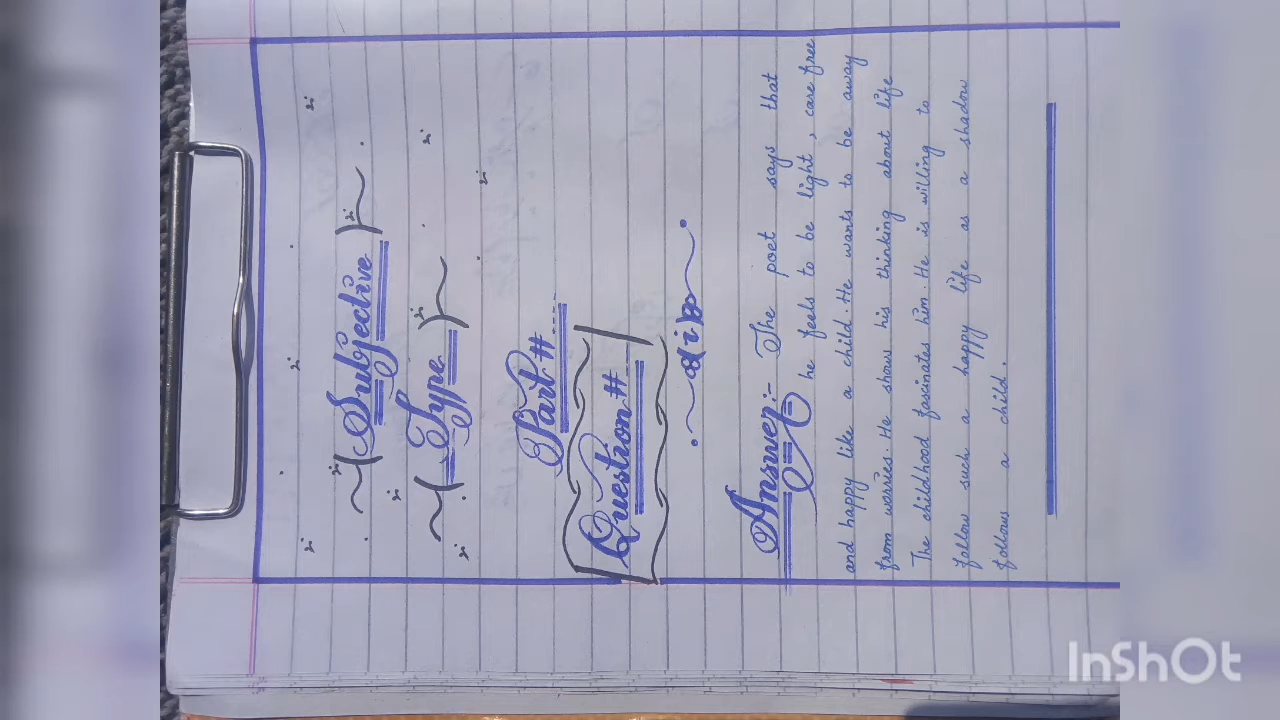 Subjective
Type
Part #
Question #
(i)
Answer:- The poet says that
he feels to be light, care free
and happy like a child. He wants to be away
from worries. He shows his thinking about life
The childhood fascinates him. He is willing to
follow such a happy life as a shadow
follows a child.
InShOt